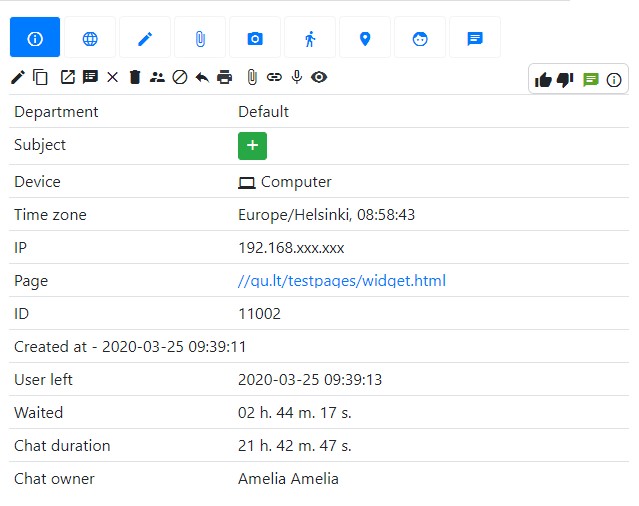 Department Default
Subject +
Device Computer
Time zone Europe/Helsinki, 08:58:43
IP 192.168.xxx.xxx
Page //qu.lt/testpages/widget.html
ID 11002
Created at - 2020-03-25 09:39:11
User left 2020-03-25 09:39:13
Waited 02 h. 44 m. 17 s.
Chat duration 21 h. 42 m. 47 s.
Chat owner Amelia Amelia